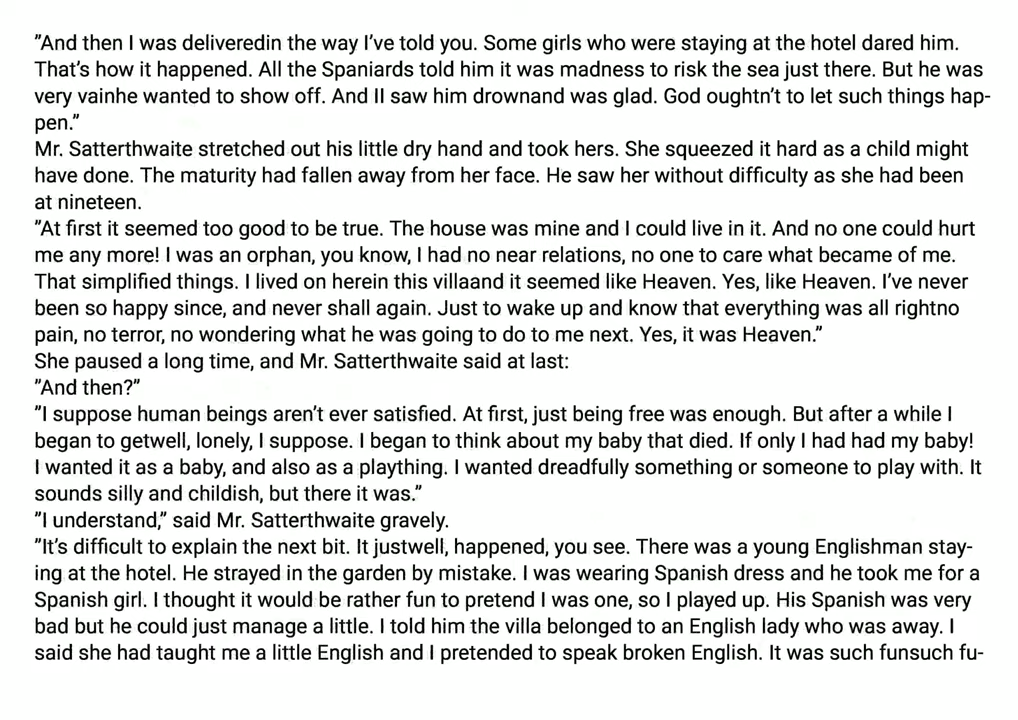 ”And then I was deliveredin the way I’ve told you. Some girls who were staying at the hotel dared him.
That’s how it happened. All the Spaniards told him it was madness to risk the sea just there. But he was
very vainhe wanted to show off. And II saw him drownand was glad. God oughtn’t to let such things hap-
pen.”
Mr. Satterthwaite stretched out his little dry hand and took hers. She squeezed it hard as a child might
have done. The maturity had fallen away from her face. He saw her without difficulty as she had been
at nineteen.
”At first it seemed too good to be true. The house was mine and I could live in it. And no one could hurt
me any more! I was an orphan, you know, I had no near relations, no one to care what became of me.
That simplified things. I lived on herein this villaand it seemed like Heaven. Yes, like Heaven. I’ve never
been so happy since, and never shall again. Just to wake up and know that everything was all rightno
pain, no terror, no wondering what he was going to do to me next. Yes, it was Heaven.”
She paused a long time, and Mr. Satterthwaite said at last:
”And then?”
”I suppose human beings aren’t ever satisfied. At first, just being free was enough. But after a while I
began to getwell, lonely, I suppose. I began to think about my baby that died. If only I had had my baby!
I wanted it as a baby, and also as a plaything. I wanted dreadfully something or someone to play with. It
sounds silly and childish, but there it was.”
”I understand,” said Mr. Satterthwaite gravely.
”It’s difficult to explain the next bit. It justwell, happened, you see. There was a young Englishman stay-
ing at the hotel. He strayed in the garden by mistake. I was wearing Spanish dress and he took me for a
Spanish girl. I thought it would be rather fun to pretend I was one, so I played up. His Spanish was very
bad but he could just manage a little. I told him the villa belonged to an English lady who was away. I
said she had taught me a little English and I pretended to speak broken English. It was such funsuch fu-